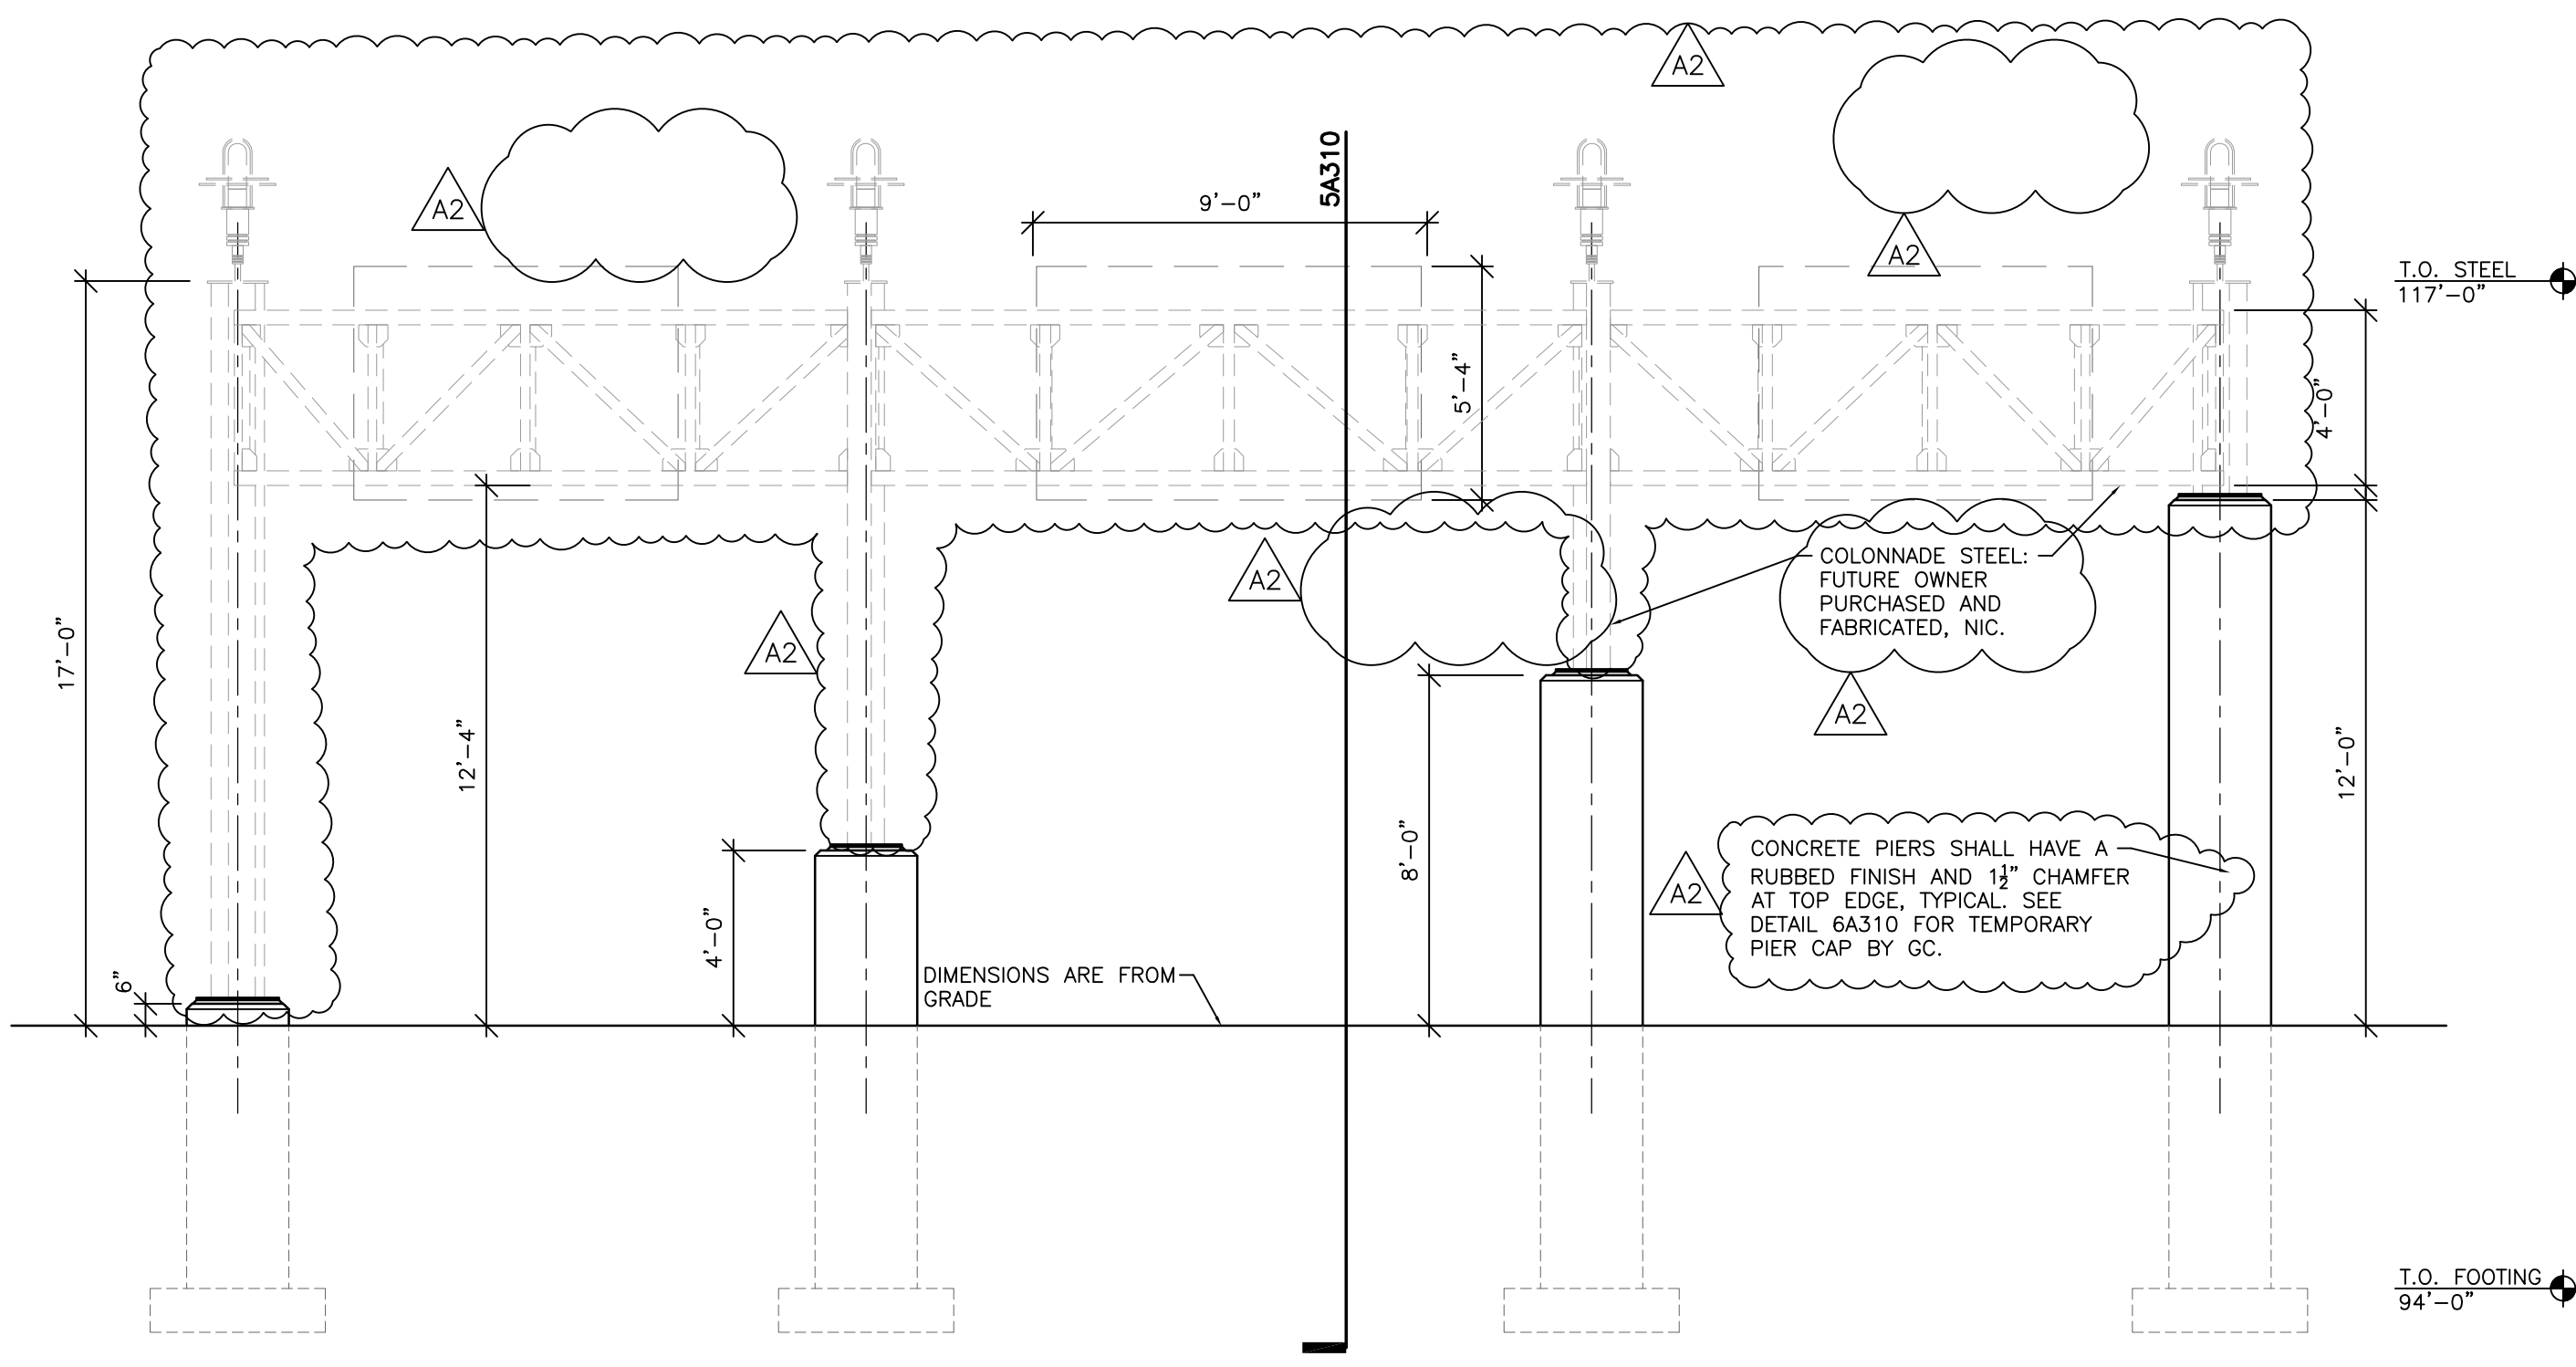 A2
A2
5A310
9'-0"
A2
T.O. STEEL
117'-0"
5'-4"
4'-0"
17'-0"
12'-4"
A2
A2
COLONNADE STEEL:
FUTURE OWNER
PURCHASED AND
FABRICATED, NIC.
A2
12'-0"
8'-0"
4'-0"
6"
A2
CONCRETE PIERS SHALL HAVE A
RUBBED FINISH AND 1½" CHAMFER
AT TOP EDGE, TYPICAL. SEE
DETAIL 6A310 FOR TEMPORARY
PIER CAP BY GC.
DIMENSIONS ARE FROM
GRADE
T.O. FOOTING
94'-0"